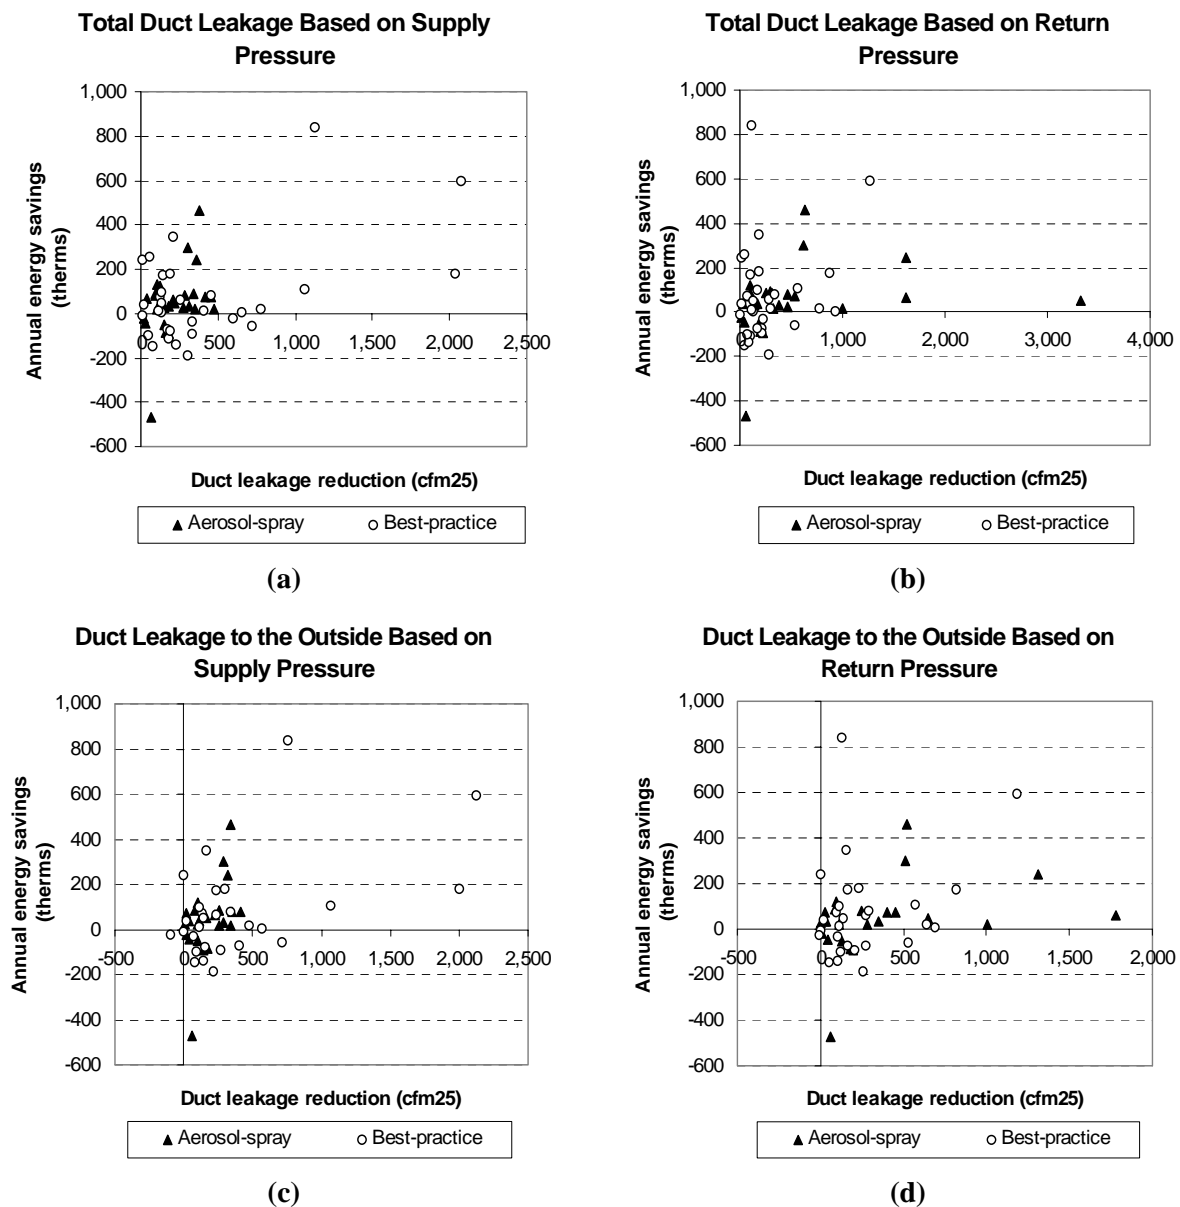 Total Duct Leakage Based on Supply
Pressure
1,000
800
600
400
200
0
-200
-400
-600
0
500
1,000
1,500
2,000
2,500
Annual energy savings
(therms)
Duct leakage reduction (cfm25)
▲ Aerosol-spray ○ Best-practice
(a)
Total Duct Leakage Based on Return
Pressure
1,000
800
600
400
200
0
-200
-400
-600
0
1,000
2,000
3,000
4,000
Annual energy savings
(therms)
Duct leakage reduction (cfm25)
▲ Aerosol-spray ○ Best-practice
(b)
Duct Leakage to the Outside Based on
Supply Pressure
1,000
800
600
400
200
0
-200
-400
-600
-500
0
500
1,000
1,500
2,000
2,500
Annual energy savings
(therms)
Duct leakage reduction (cfm25)
▲ Aerosol-spray ○ Best-practice
(c)
Duct Leakage to the Outside Based on
Return Pressure
1,000
800
600
400
200
0
-200
-400
-600
-500
0
500
1,000
1,500
2,000
Annual energy savings
(therms)
Duct leakage reduction (cfm25)
▲ Aerosol-spray ○ Best-practice
(d)